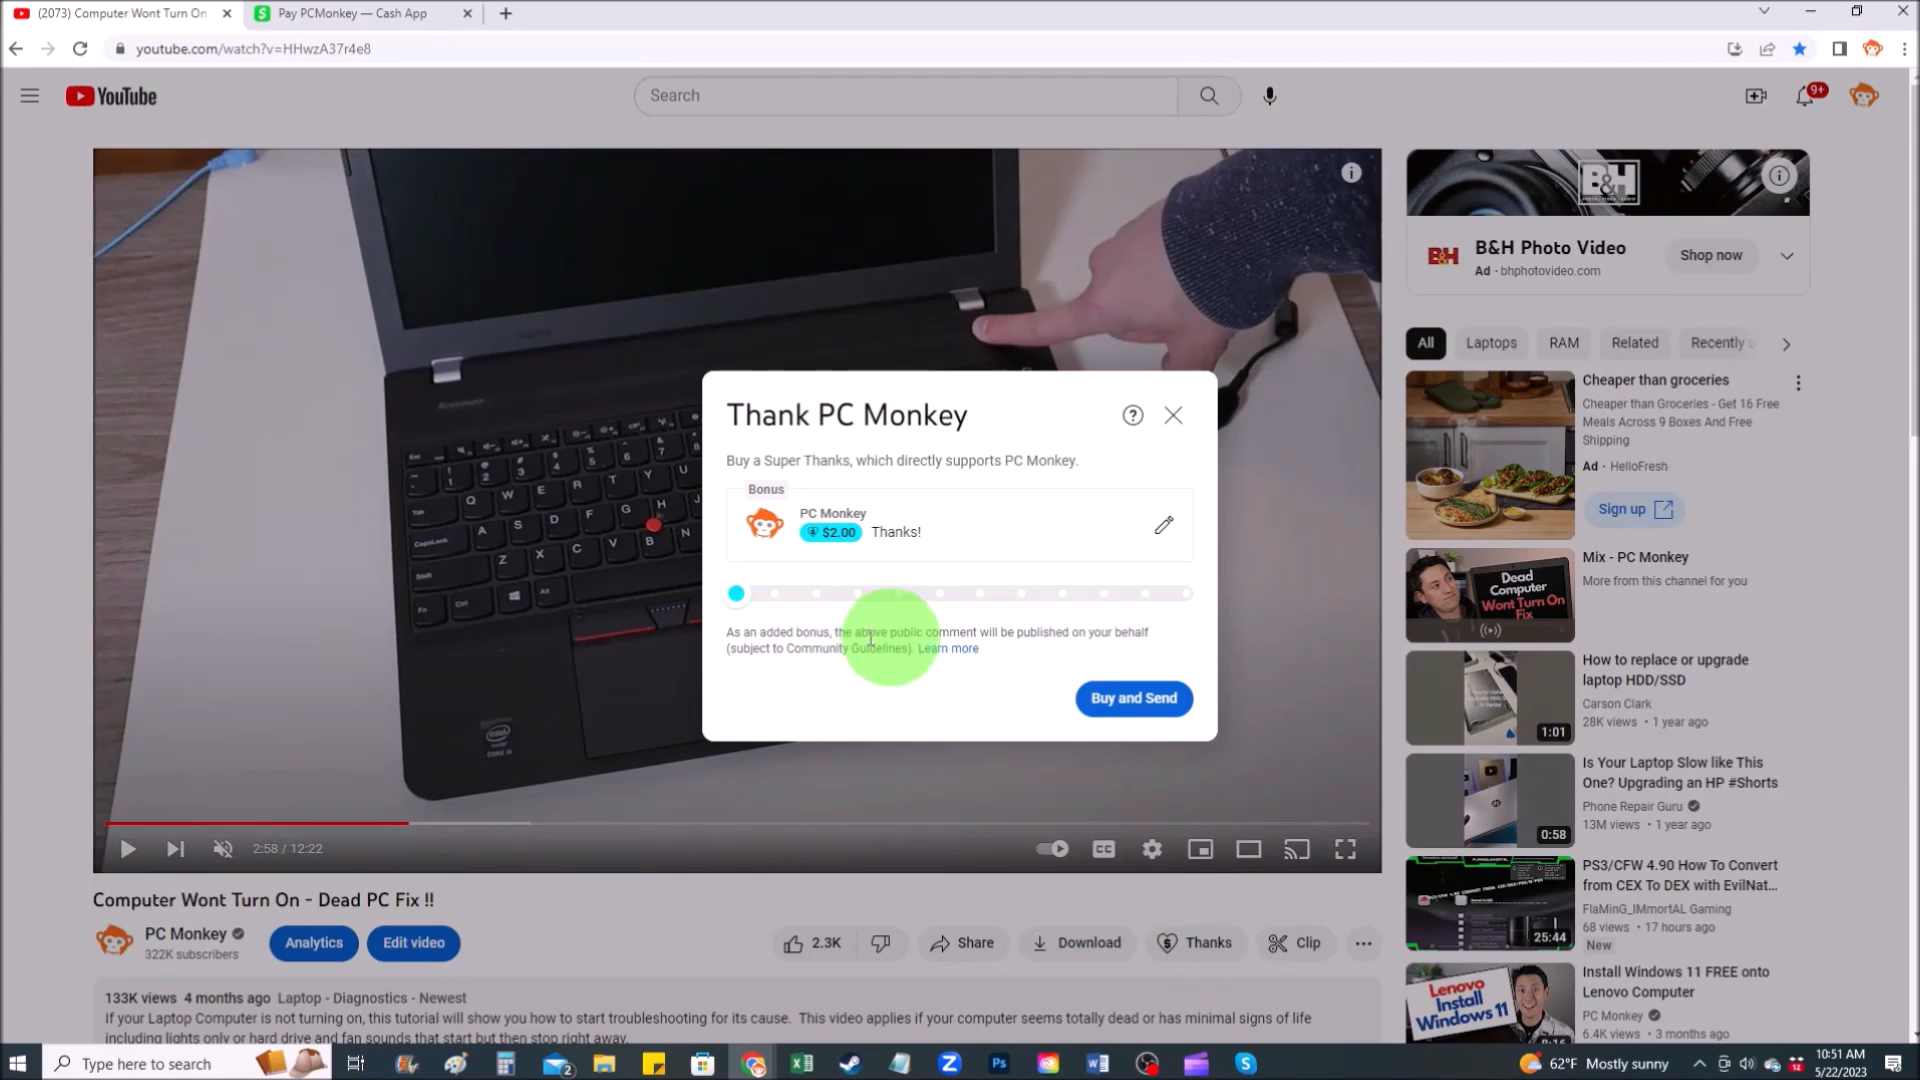 (2073) Computer Wont Turn On
Pay PCMonkey — Cash App
youtube.com/watch?v=HHwzA37r4e8
YouTube
Search
9+
B&H
B&H Photo Video
Ad · bhphotovideo.com
Shop now
All
Laptops
RAM
Related
Recently u
Cheaper than groceries
Cheaper than Groceries - Get 16 Free
Meals Across 9 Boxes And Free
Shipping
Ad · HelloFresh
Sign up
Thank PC Monkey
Buy a Super Thanks, which directly supports PC Monkey.
Bonus
PC Monkey
$2.00 Thanks!
As an added bonus, the above public comment will be published on your behalf
(subject to Community Guidelines). Learn more
Buy and Send
Dead
Computer
Wont Turn On
Fix
Mix - PC Monkey
More from this channel for you
How to replace or upgrade
laptop HDD/SSD
Carson Clark
28K views · 1 year ago
1:01
Is Your Laptop Slow like This
One? Upgrading an HP #Shorts
Phone Repair Guru
13M views · 1 year ago
0:58
PS3/CFW 4.90 How To Convert
from CEX To DEX with EvilNat...
FlaMinG_IMmortAL Gaming
68 views · 17 hours ago
New
25:44
Lenovo
Install
Windows 11
Install Windows 11 FREE onto
Lenovo Computer
PC Monkey
6.4K views · 3 months ago
8:16
2:58 / 12:22
CC
Computer Wont Turn On - Dead PC Fix !!
PC Monkey
322K subscribers
Analytics
Edit video
2.3K
Share
Download
Thanks
Clip
133K views 4 months ago Laptop - Diagnostics - Newest
If your Laptop Computer is not turning on, this tutorial will show you how to start troubleshooting for its cause. This video applies if your computer seems totally dead or has minimal signs of life
including lights only or hard drive and fan sounds that start but then stop right away.
Type here to search
62°F Mostly sunny
10:51 AM
5/22/2023